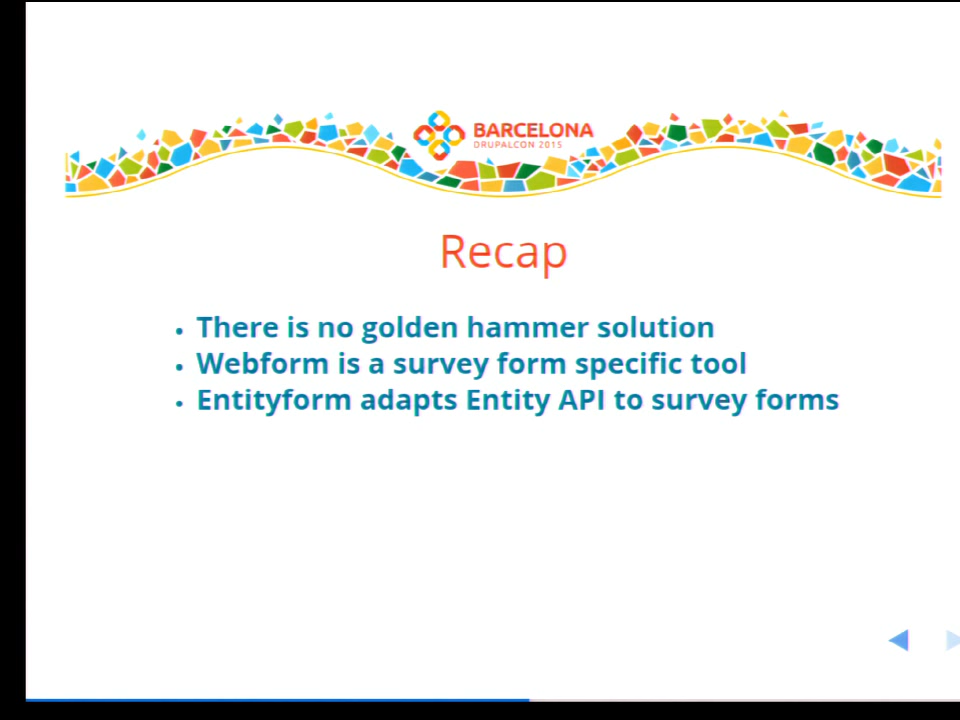 BARCELONA
DRUPALCON 2015
Recap
• There is no golden hammer solution
• Webform is a survey form specific tool
• Entityform adapts Entity API to survey forms